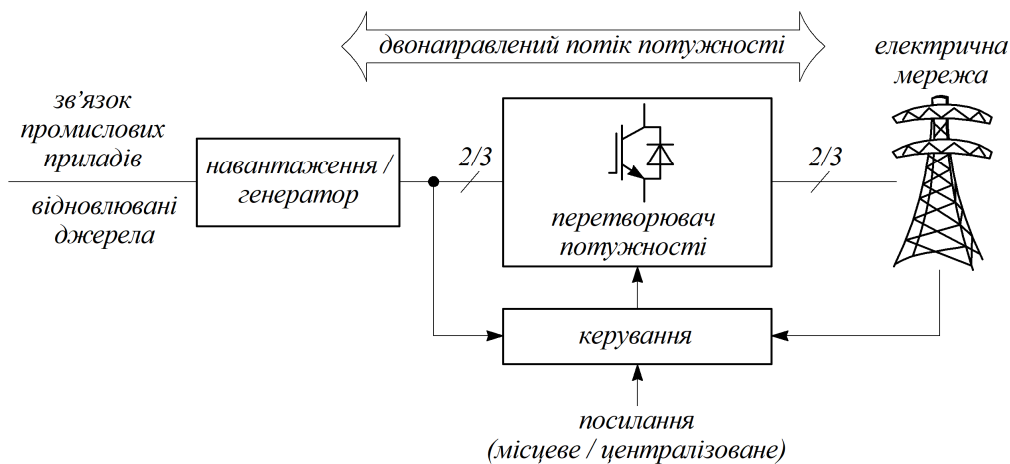 двонаправлений потік потужності
електрична
мережа
зв’язок
промислових
приладів
відновлювані
джерела
навантаження /
генератор
2/3
перетворювач
потужності
2/3
керування
посилання
(місцеве / централізоване)